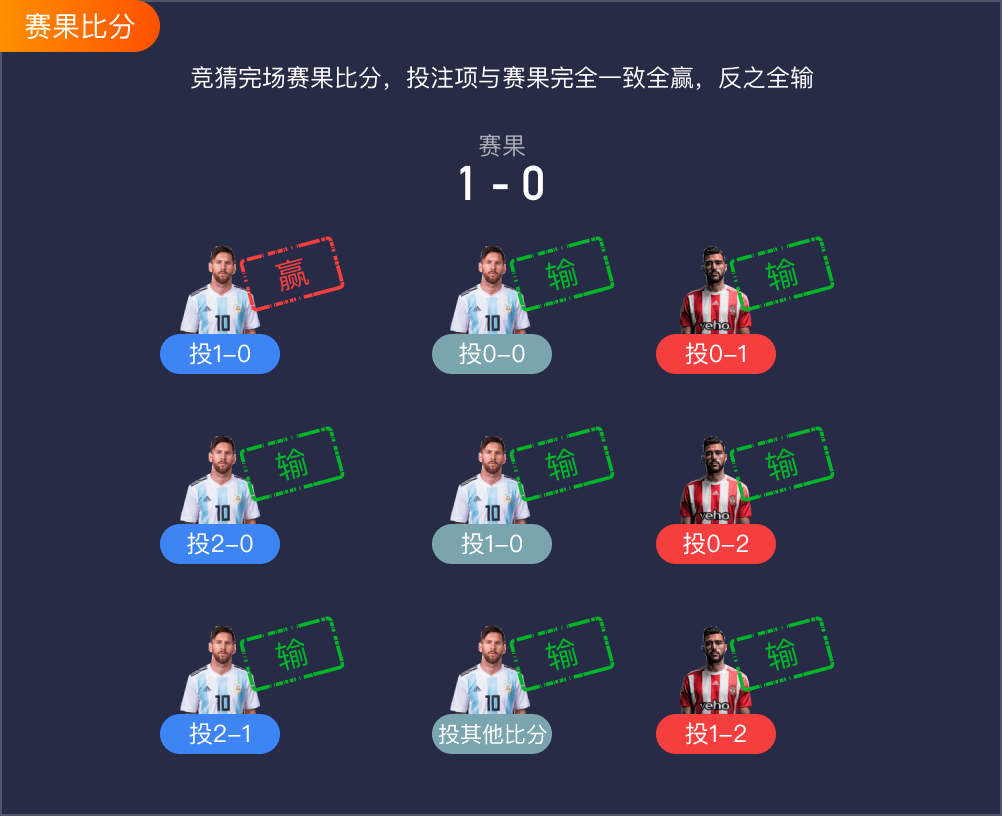 赛果比分
竞猜完场赛果比分，投注项与赛果完全一致全赢，反之全输
赛果
1 - 0
赢 输 输
10 10 yeho
投1-0 投0-0 投0-1
输 输 输
10 10 yeho
投2-0 投1-0 投0-2
输 输 输
10 10 yeho
投2-1 投其他比分 投1-2